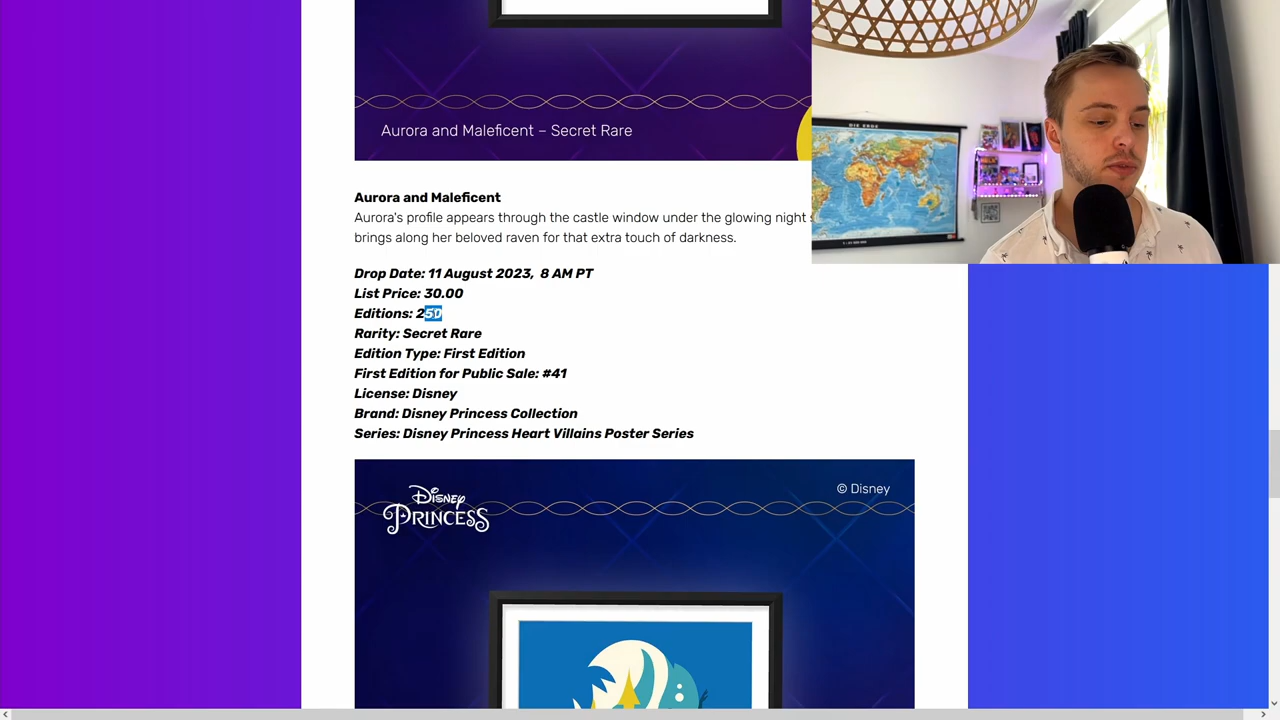 Aurora and Maleficent – Secret Rare
Aurora and Maleficent
Aurora's profile appears through the castle window under the glowing night
brings along her beloved raven for that extra touch of darkness.
Drop Date: 11 August 2023, 8 AM PT
List Price: 30.00
Editions: 250
Rarity: Secret Rare
Edition Type: First Edition
First Edition for Public Sale: #41
License: Disney
Brand: Disney Princess Collection
Series: Disney Princess Heart Villains Poster Series
Disney
PRINCESS
© Disney